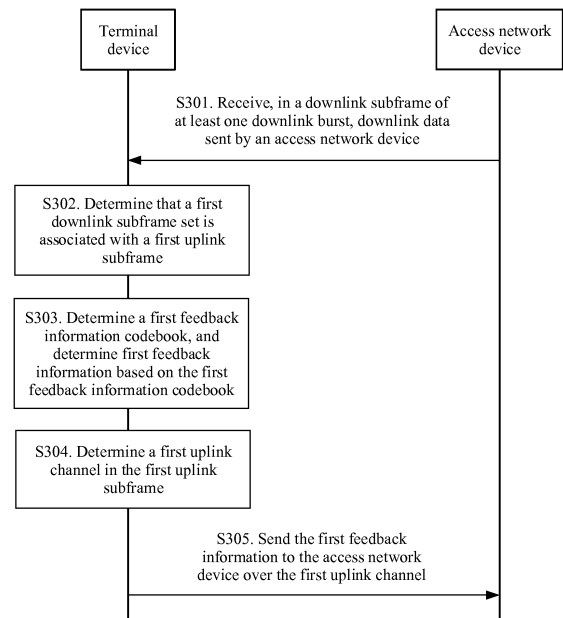 Terminal
device
Access network
device
S301. Receive, in a downlink subframe of
at least one downlink burst, downlink data
sent by an access network device
S302. Determine that a first
downlink subframe set is
associated with a first uplink
subframe
S303. Determine a first feedback
information codebook, and
determine first feedback
information based on the first
feedback information codebook
S304. Determine a first uplink
channel in the first uplink
subframe
S305. Send the first feedback
information to the access network
device over the first uplink channel